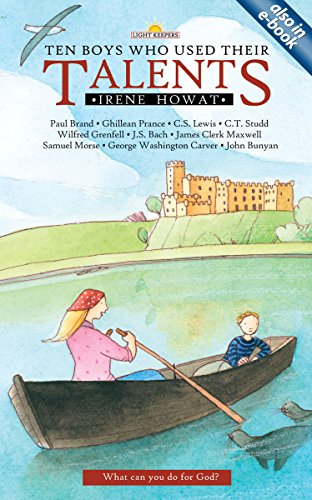 LIGHT KEEPERS
also in
e-book
TEN BOYS WHO USED THEIR
TALENTS
•IRENE HOWAT•
Paul Brand • Ghillean Prance • C.S. Lewis • C.T. Studd
Wilfred Grenfell • J.S. Bach • James Clerk Maxwell
Samuel Morse • George Washington Carver • John Bunyan
What can you do for God?